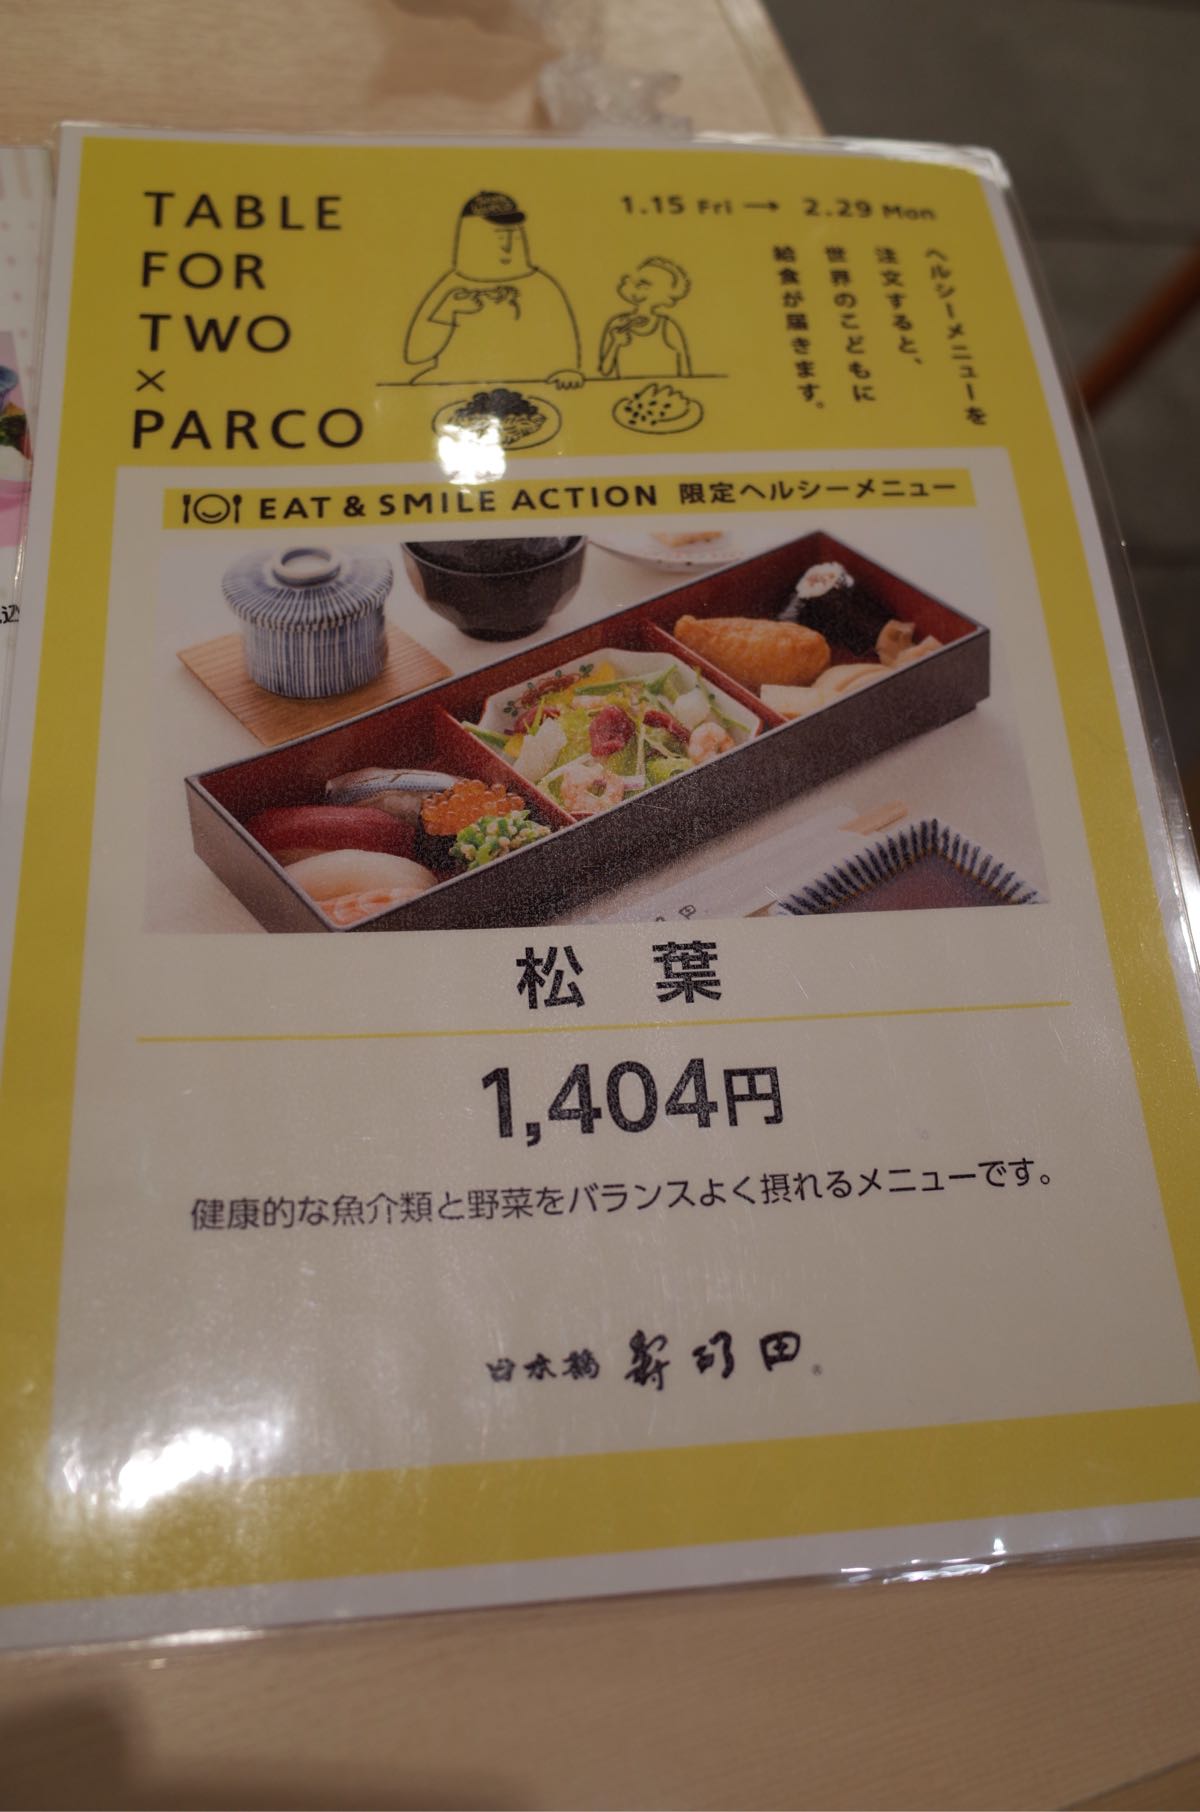 TABLE
FOR
TWO
×
PARCO
1.15 Fri → 2.29 Mon
ヘルシーメニューを
注文すると、
世界のこどもに
給食が届きます。
EAT & SMILE ACTION 限定ヘルシーメニュー
松 葉
1,404円
健康的な魚介類と野菜をバランスよく摂れるメニューです。
日本橋